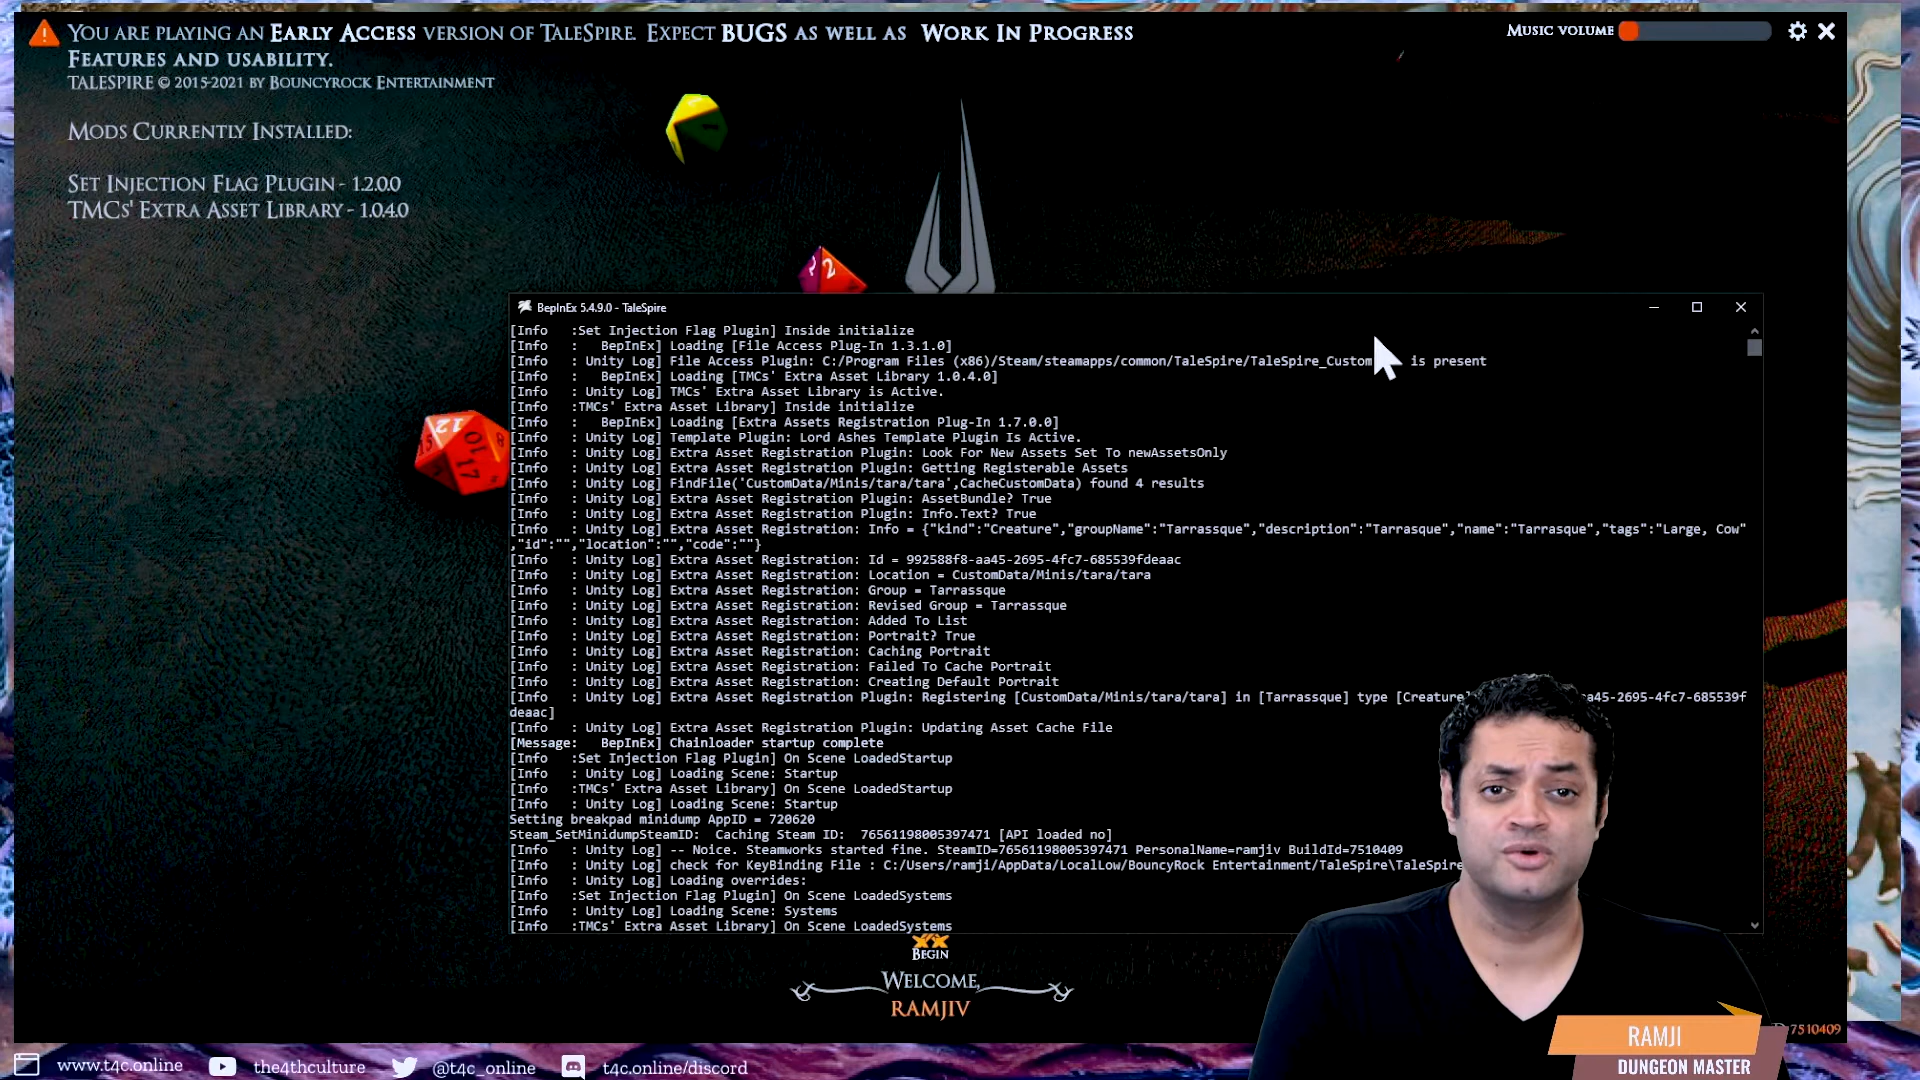 YOU ARE PLAYING AN EARLY ACCESS VERSION OF TALESPIRE. EXPECT BUGS AS WELL AS WORK IN PROGRESS
FEATURES AND USABILITY.
TALESPIRE © 2015-2021 BY BOUNCYROCK ENTERTAINMENT
MUSIC VOLUME
MODS CURRENTLY INSTALLED:
SET INJECTION FLAG PLUGIN - 1.2.0.0
TMCS' EXTRA ASSET LIBRARY - 1.0.4.0
2
12
10
17
BepInEx 5.4.9.0 - TaleSpire
[Info   :Set Injection Flag Plugin] Inside initialize
[Info   :   BepInEx] Loading [File Access Plug-In 1.3.1.0]
[Info   : Unity Log] File Access Plugin: C:/Program Files (x86)/Steam/steamapps/common/TaleSpire/TaleSpire_Custom is present
[Info   :   BepInEx] Loading [TMCs' Extra Asset Library 1.0.4.0]
[Info   : Unity Log] TMCs' Extra Asset Library is Active.
[Info   :TMCs' Extra Asset Library] Inside initialize
[Info   :   BepInEx] Loading [Extra Assets Registration Plug-In 1.7.0.0]
[Info   : Unity Log] Template Plugin: Lord Ashes Template Plugin Is Active.
[Info   : Unity Log] Extra Asset Registration Plugin: Look For New Assets Set To newAssetsOnly
[Info   : Unity Log] Extra Asset Registration Plugin: Getting Registerable Assets
[Info   : Unity Log] FindFile('CustomData/Minis/tara/tara',CacheCustomData) found 4 results
[Info   : Unity Log] Extra Asset Registration Plugin: AssetBundle? True
[Info   : Unity Log] Extra Asset Registration Plugin: Info.Text? True
[Info   : Unity Log] Extra Asset Registration: Info = {"kind":"Creature","groupName":"Tarrassque","description":"Tarrasque","name":"Tarrasque","tags":"Large, Cow"
,"id":"","location":"","code":""}
[Info   : Unity Log] Extra Asset Registration: Id = 992588f8-aa45-2695-4fc7-685539fdeaac
[Info   : Unity Log] Extra Asset Registration: Location = CustomData/Minis/tara/tara
[Info   : Unity Log] Extra Asset Registration: Group = Tarrassque
[Info   : Unity Log] Extra Asset Registration: Revised Group = Tarrassque
[Info   : Unity Log] Extra Asset Registration: Added To List
[Info   : Unity Log] Extra Asset Registration: Portrait? True
[Info   : Unity Log] Extra Asset Registration: Caching Portrait
[Info   : Unity Log] Extra Asset Registration: Failed To Cache Portrait
[Info   : Unity Log] Extra Asset Registration: Creating Default Portrait
[Info   : Unity Log] Extra Asset Registration Plugin: Registering [CustomData/Minis/tara/tara] in [Tarrassque] type [Creature a45-2695-4fc7-685539f
deaac]
[Info   : Unity Log] Extra Asset Registration Plugin: Updating Asset Cache File
[Message:   BepInEx] Chainloader startup complete
[Info   :Set Injection Flag Plugin] On Scene LoadedStartup
[Info   : Unity Log] Loading Scene: Startup
[Info   :TMCs' Extra Asset Library] On Scene LoadedStartup
[Info   : Unity Log] Loading Scene: Startup
Setting breakpad minidump AppID = 720620
Steam_SetMinidumpSteamID:  Caching Steam ID:  76561198005397471 [API loaded no]
[Info   : Unity Log] -- Noice. Steamworks started fine. SteamID=76561198005397471 PersonalName=ramjiv BuildId=7510409
[Info   : Unity Log] check for KeyBinding File : C:/Users/ramji/AppData/LocalLow/BouncyRock Entertainment/TaleSpire\TaleSpire
[Info   : Unity Log] Loading overrides:
[Info   :Set Injection Flag Plugin] On Scene LoadedSystems
[Info   : Unity Log] Loading Scene: Systems
[Info   :TMCs' Extra Asset Library] On Scene LoadedSystems
BEGIN
WELCOME,
RAMJIV
7510409
RAMJI
DUNGEON MASTER
www.t4c.online
the4thculture
@t4c_online
t4c.online/discord